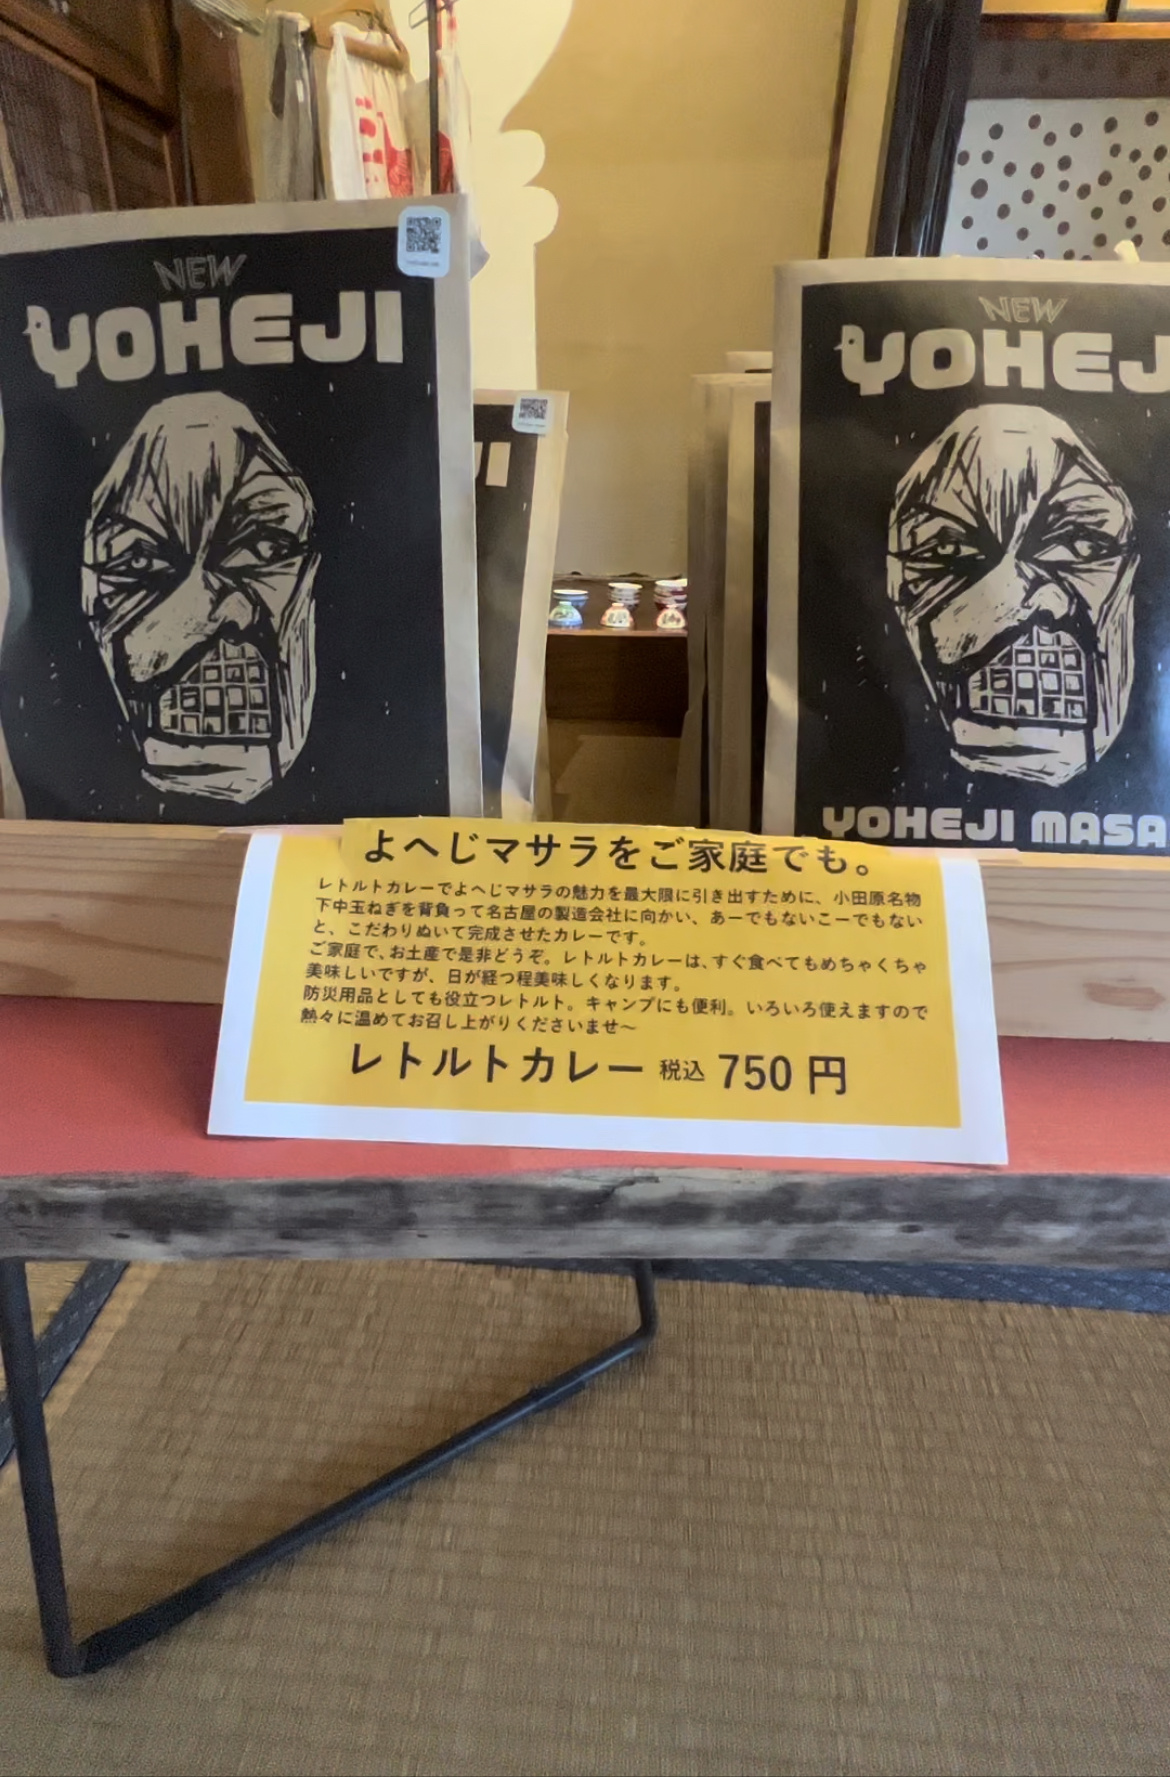 NEW
YOHEJI
NEW
YOHEJ
JI
YOHEJI MASA
よへじマサラをご家庭でも。
レトルトカレーでよへじマサラの魅力を最大限に引き出すために、小田原名物
下中玉ねぎを背負って名古屋の製造会社に向かい、あーでもないこーでもない
と、こだわりぬいて完成させたカレーです。
ご家庭で、お土産で是非どうぞ。レトルトカレーは、すぐ食べてもめちゃくちゃ
美味しいですが、日が経つ程美味しくなります。
防災用品としても役立つレトルト。キャンプにも便利。いろいろ使えますので
熱々に温めてお召し上がりくださいませ～
レトルトカレー 税込 750 円